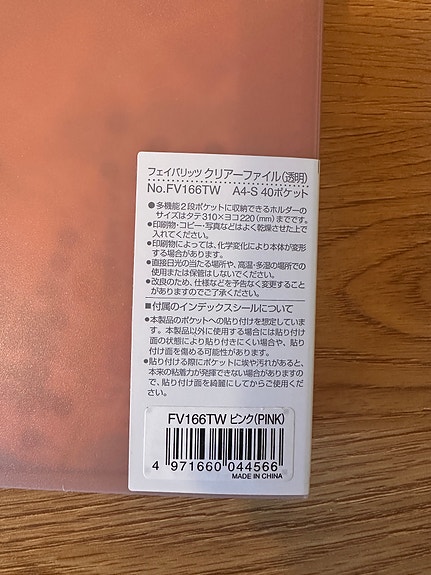 フェイバリッツ クリアーファイル(透明)
No.FV166TW A4-S 40ポケット
●多機能2段ポケットに収納できるホルダーの
サイズはタテ310×ヨコ220(mm)までです。
●印刷物・コピー・写真などはよく乾燥させた上で
入れてください。
●印刷物によっては、化学変化により本体が変形
する場合があります。
●直接日光の当たる場所や、高温・多湿の場所での
使用または保管はしないでください。
●改良のため、仕様などを予告なく変更すること
がありますのでご了承ください。
■付属のインデックスシールについて
●本製品のポケットへの貼り付けを想定していま
す。本製品以外に使用する場合には貼り付け
面の状態により貼り付きにくい場合や、貼り
付け面を傷める可能性があります。
●貼り付ける際にポケットに埃や汚れがあると、
本来の粘着力が発揮できない場合がありますの
で、貼り付け面を綺麗にしてからご使用くださ
い。
FV166TW ピンク(PINK)
4 971660 044566
MADE IN CHINA